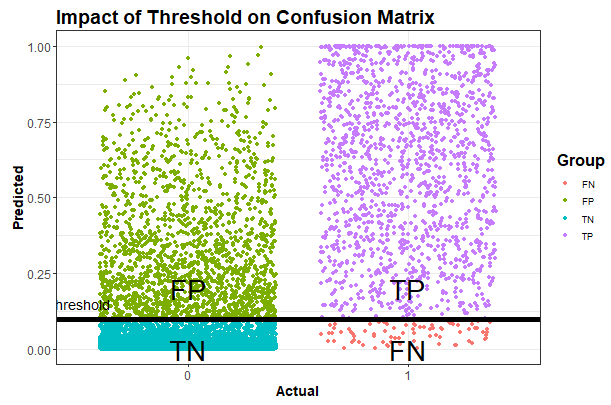 Impact of Threshold on Confusion Matrix
1.00
0.75
0.50
0.25
0.00
Predicted
FP
TP
hreshold
TN
FN
0
1
Actual
Group
FN
FP
TN
TP